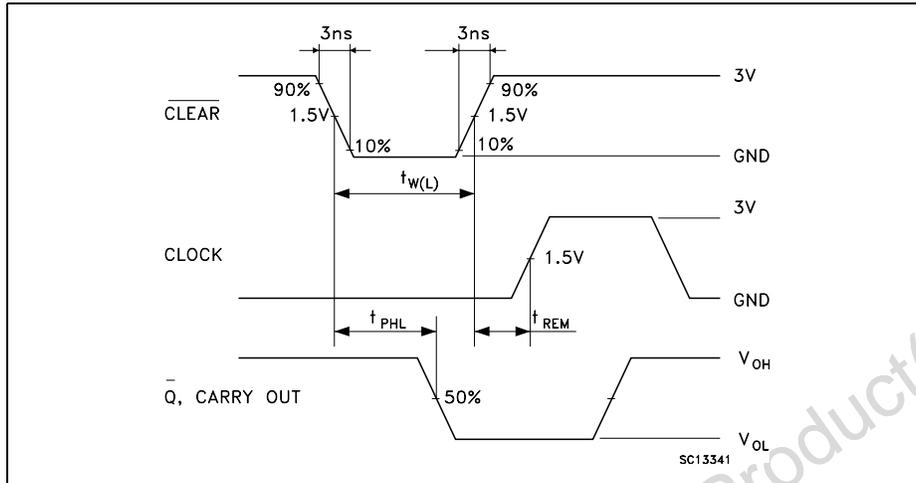 3ns 3ns
3V
90% 90%
CLEAR 1.5V 1.5V
10% 10%
GND
tW(L)
3V
CLOCK 1.5V
GND
tPHL tREM
VOH
Q̄, CARRY OUT 50%
VOL
SC13341